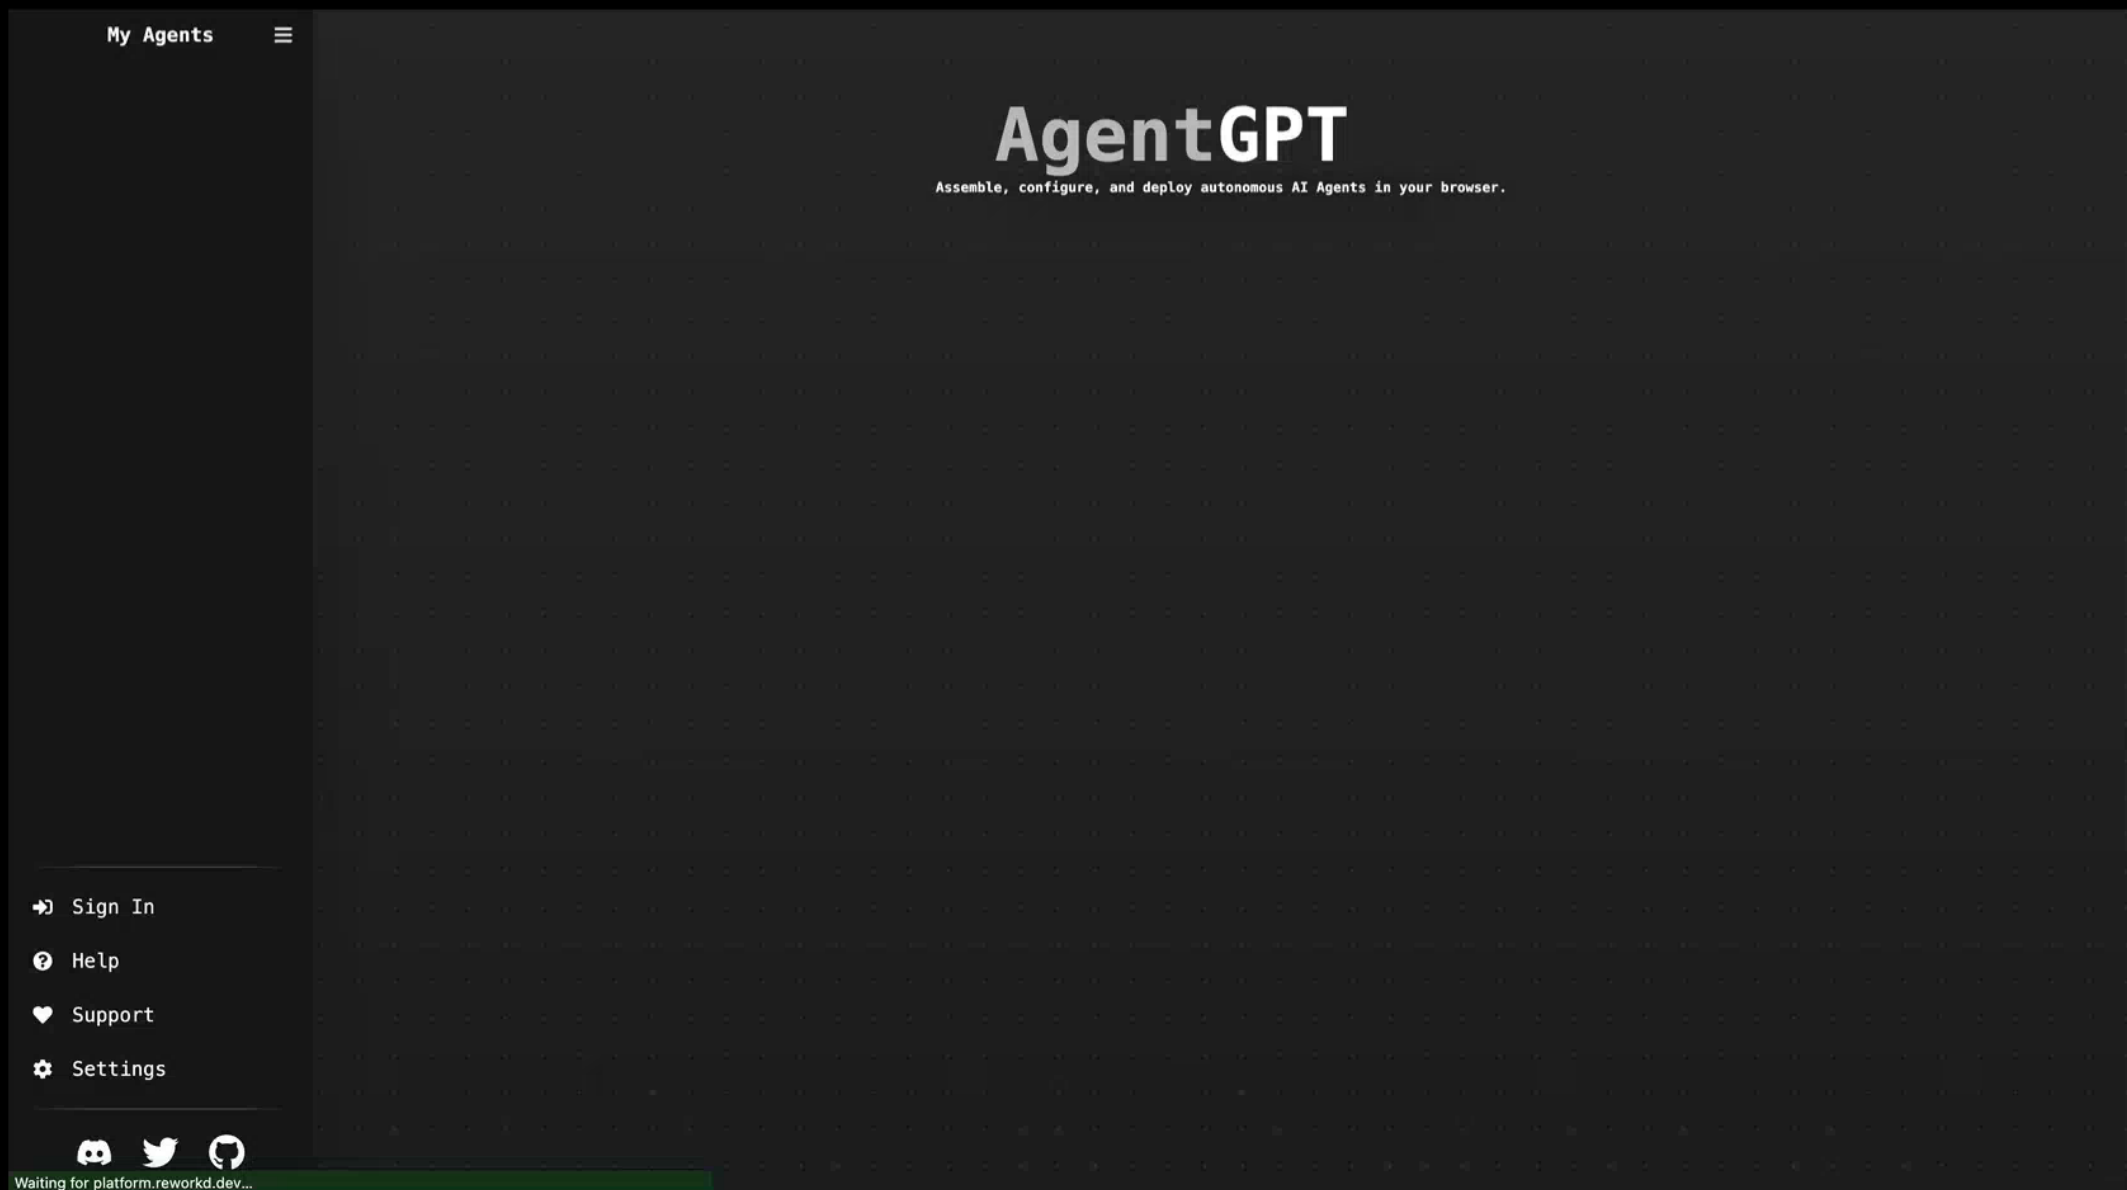 My Agents
AgentGPT
Assemble, configure, and deploy autonomous AI Agents in your browser.
Sign In
Help
Support
Settings
Waiting for platform.reworkd.dev...